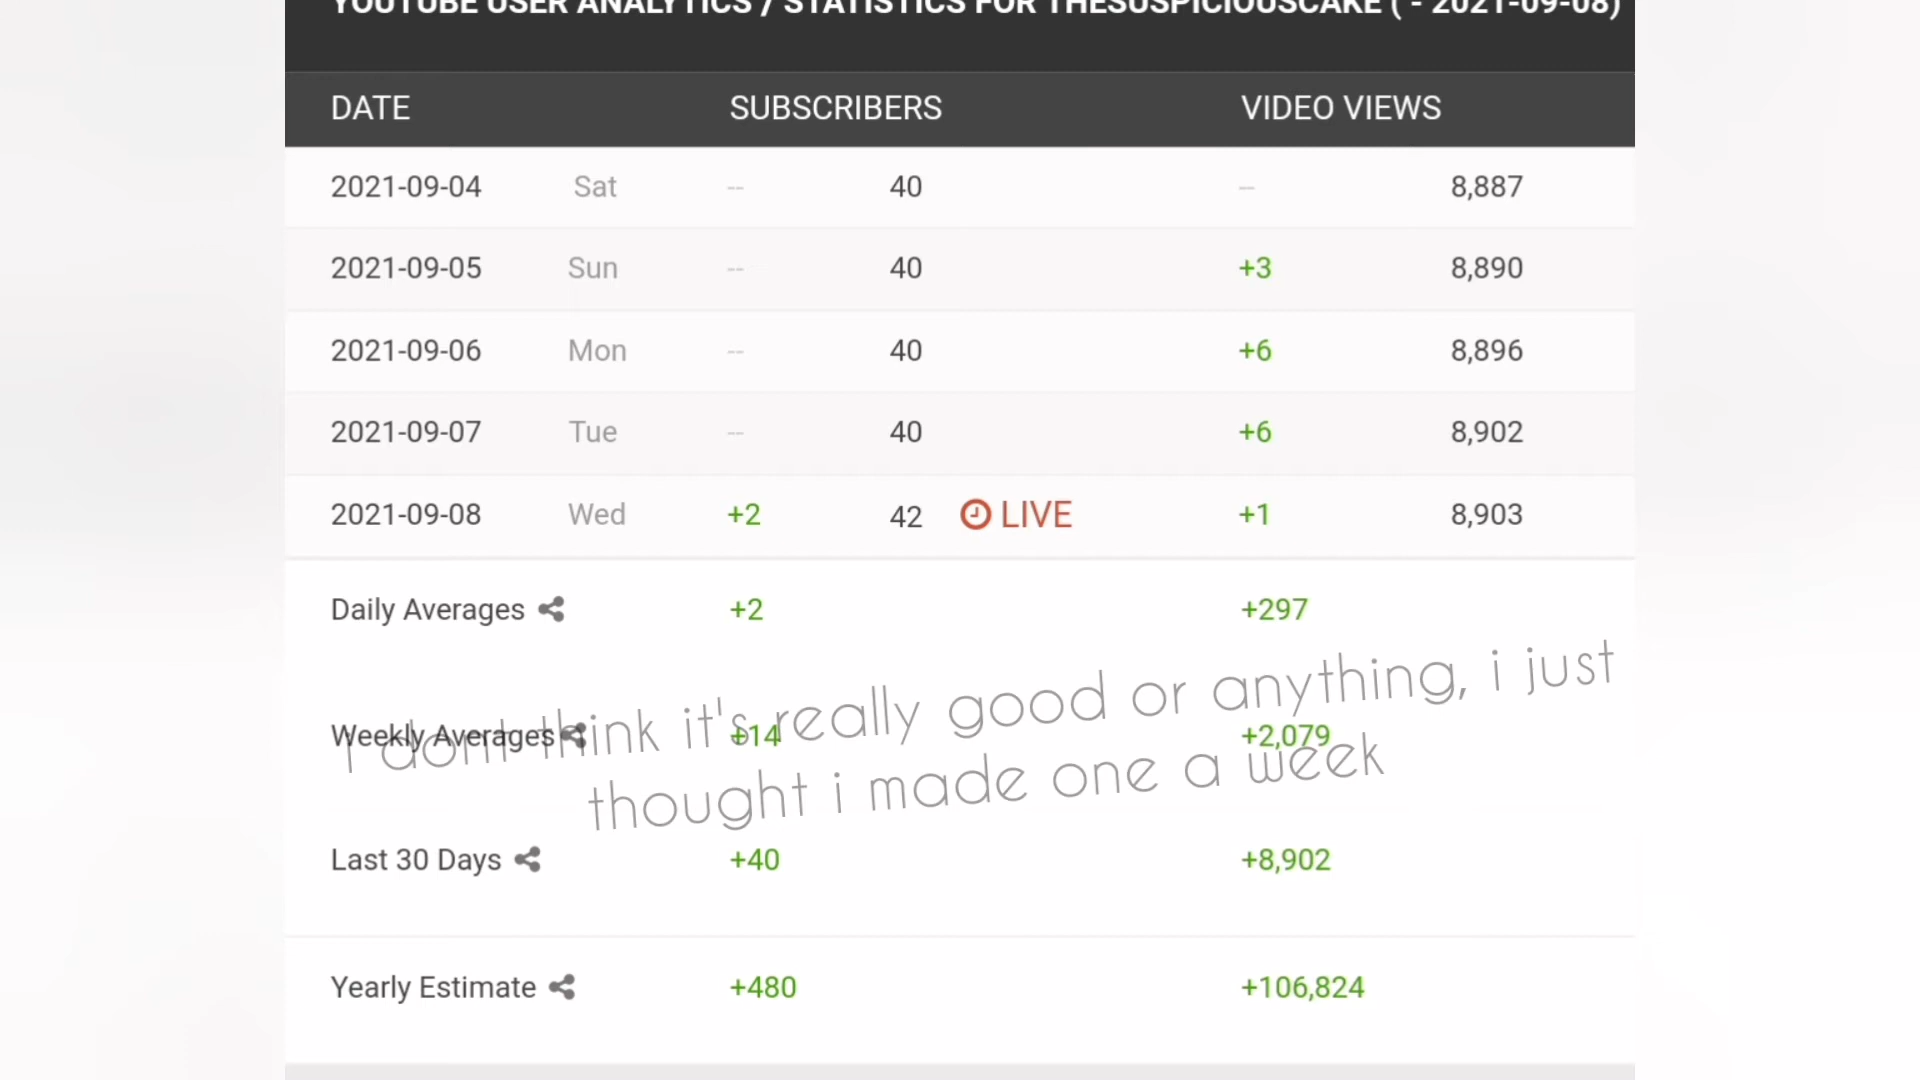 YOUTUBE USER ANALYTICS / STATISTICS FOR THESUSPICIOUSCAKE ( - 2021-09-08)
DATE SUBSCRIBERS VIDEO VIEWS
2021-09-04 Sat -- 40 -- 8,887
2021-09-05 Sun -- 40 +3 8,890
2021-09-06 Mon -- 40 +6 8,896
2021-09-07 Tue -- 40 +6 8,902
2021-09-08 Wed +2 42 LIVE +1 8,903
Daily Averages +2 +297
Weekly Averages +14 +2,079
I dont think it's really good or anything, i just
thought i made one a week
Last 30 Days +40 +8,902
Yearly Estimate +480 +106,824